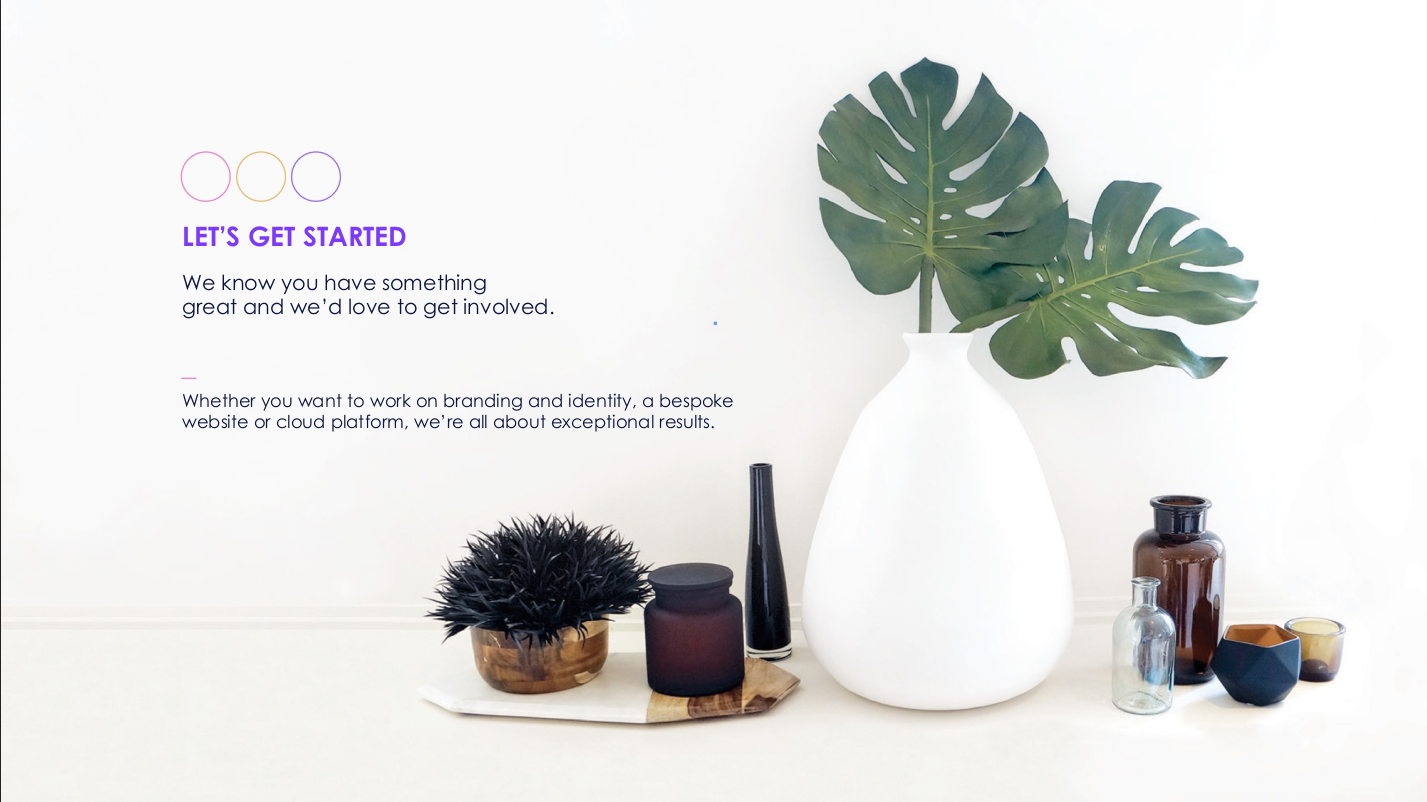 LET’S GET STARTED
We know you have something
great and we’d love to get involved.
Whether you want to work on branding and identity, a bespoke
website or cloud platform, we’re all about exceptional results.